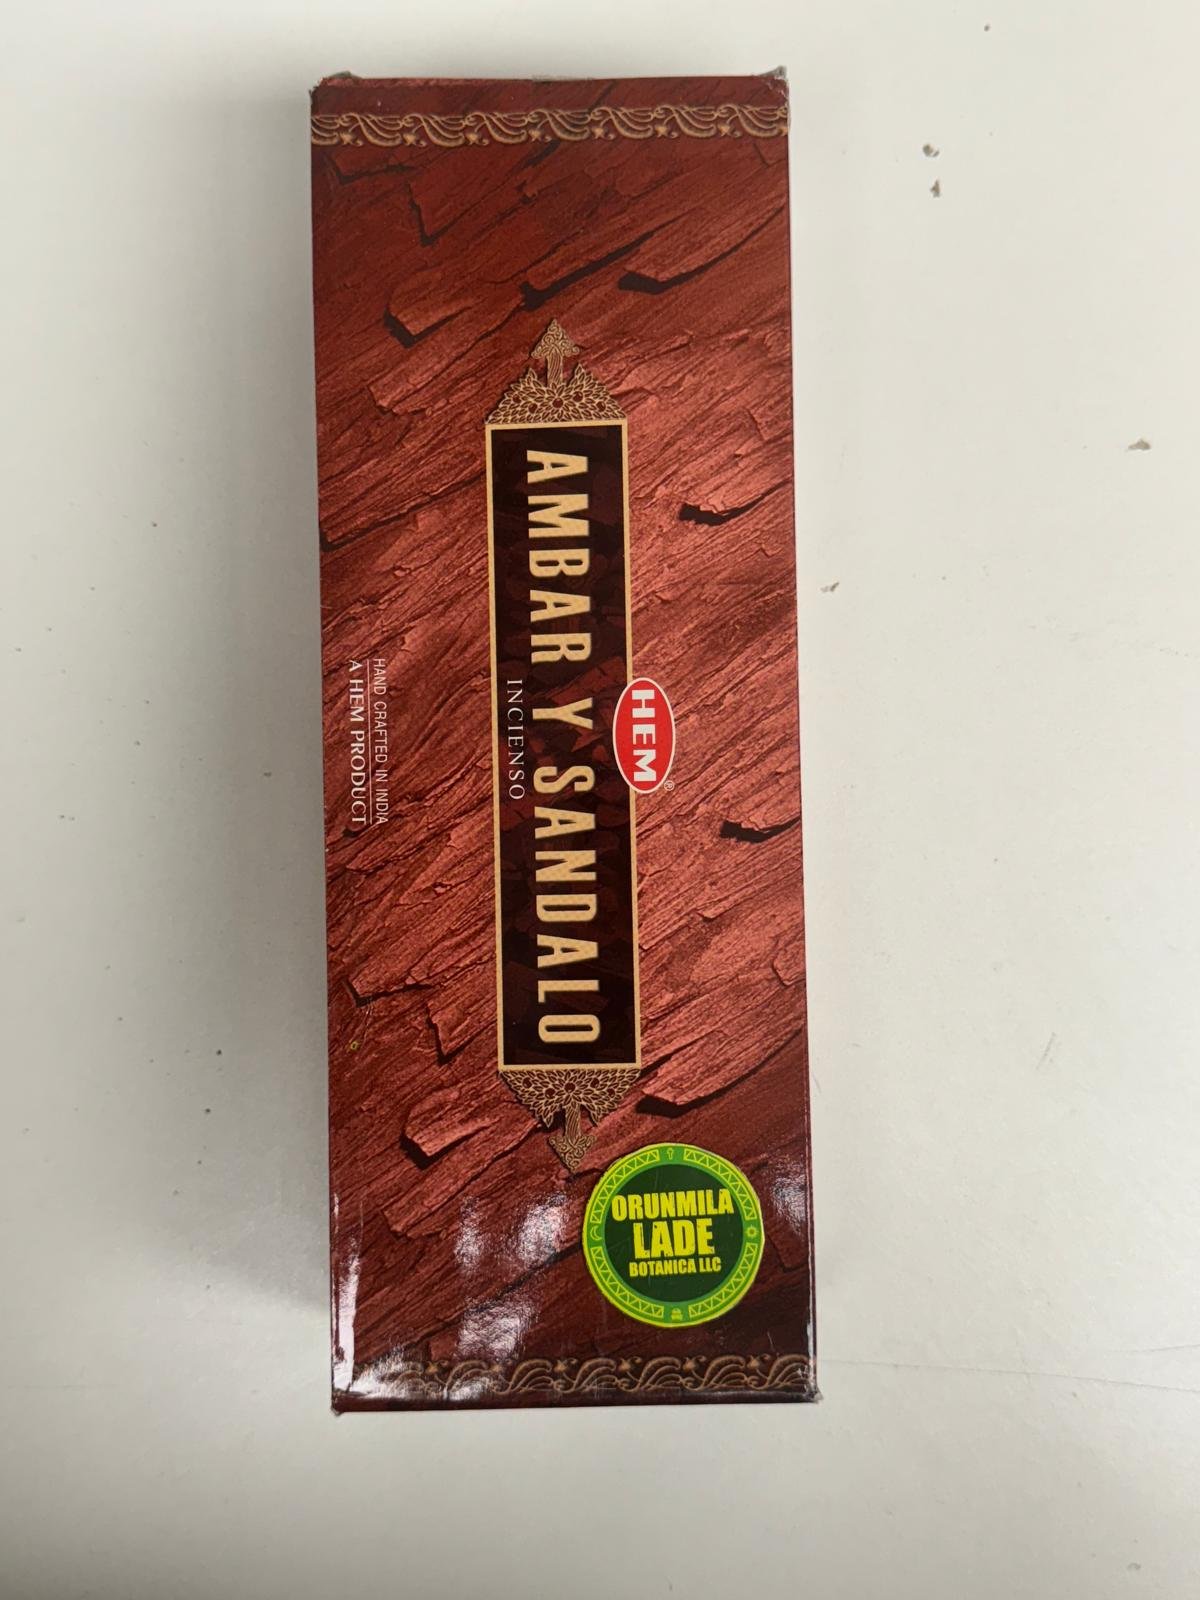 HEM®
AMBAR Y SANDALO
INCIENSO
HAND CRAFTED IN INDIA
A HEM PRODUCT
ORUNMILA
LADE
BOTANICA LLC